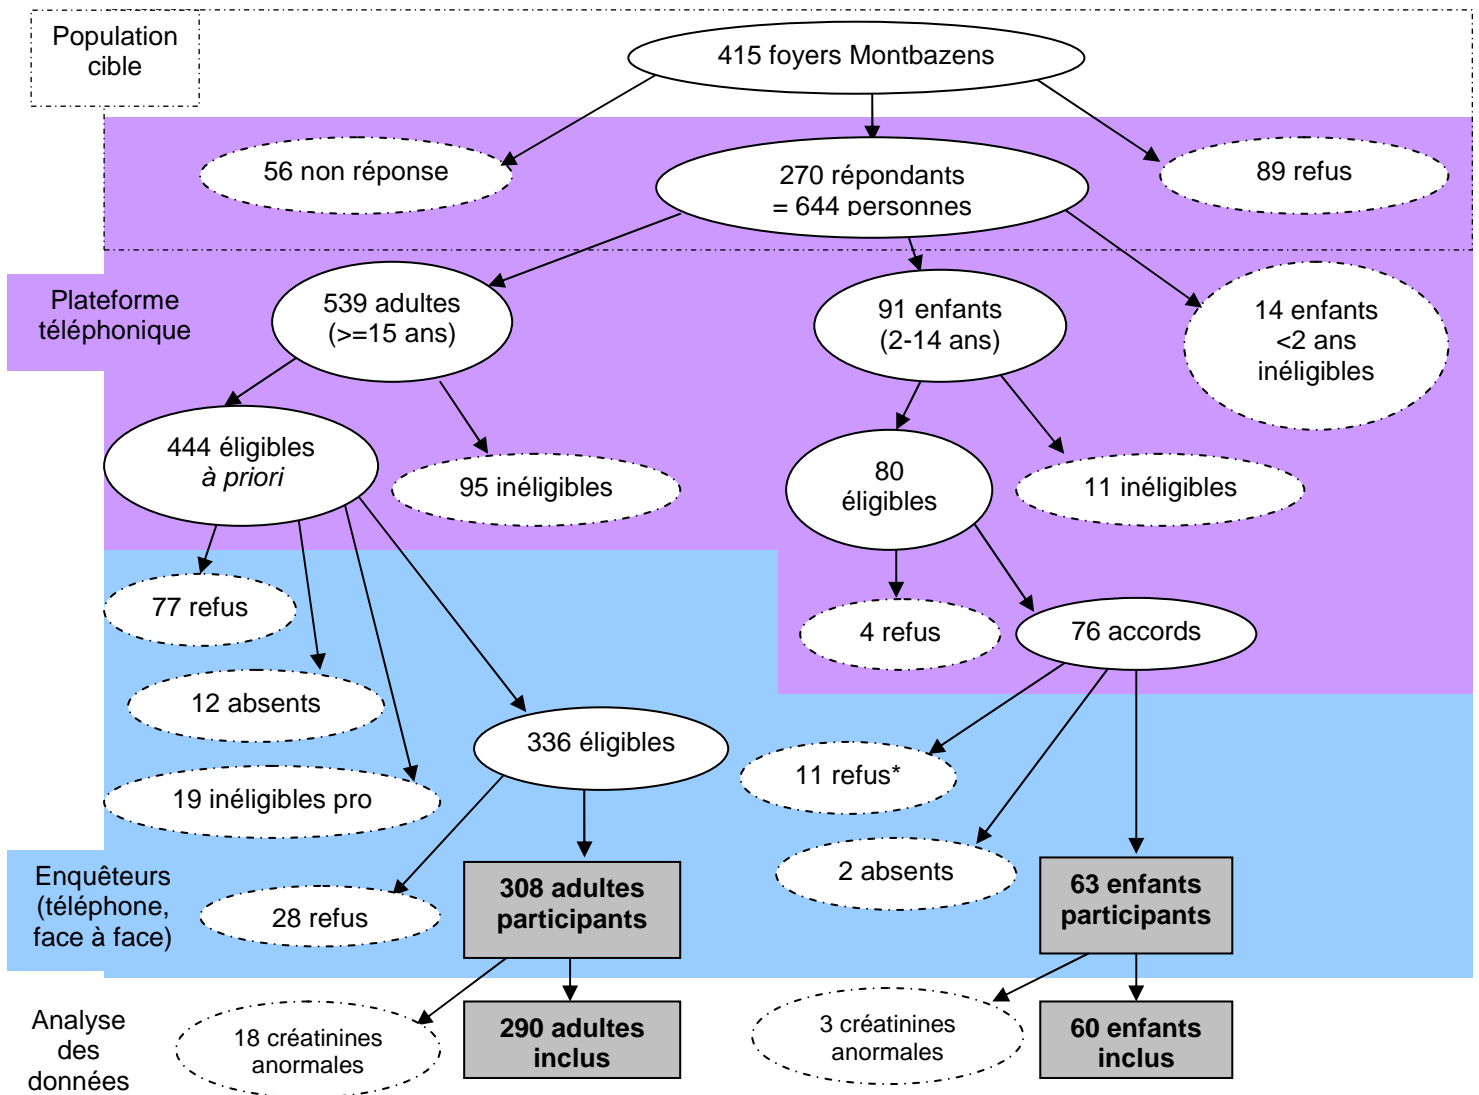 Population
cible
415 foyers Montbazens
56 non réponse
270 répondants
= 644 personnes
89 refus
Plateforme
téléphonique
539 adultes
(>=15 ans)
91 enfants
(2-14 ans)
14 enfants
<2 ans
inéligibles
444 éligibles
à priori
95 inéligibles
80
éligibles
11 inéligibles
77 refus
4 refus
76 accords
12 absents
336 éligibles
11 refus*
19 inéligibles pro
2 absents
Enquêteurs
(téléphone,
face à face)
28 refus
308 adultes
participants
63 enfants
participants
Analyse
des
données
18 créatinines
anormales
290 adultes
inclus
3 créatinines
anormales
60 enfants
inclus